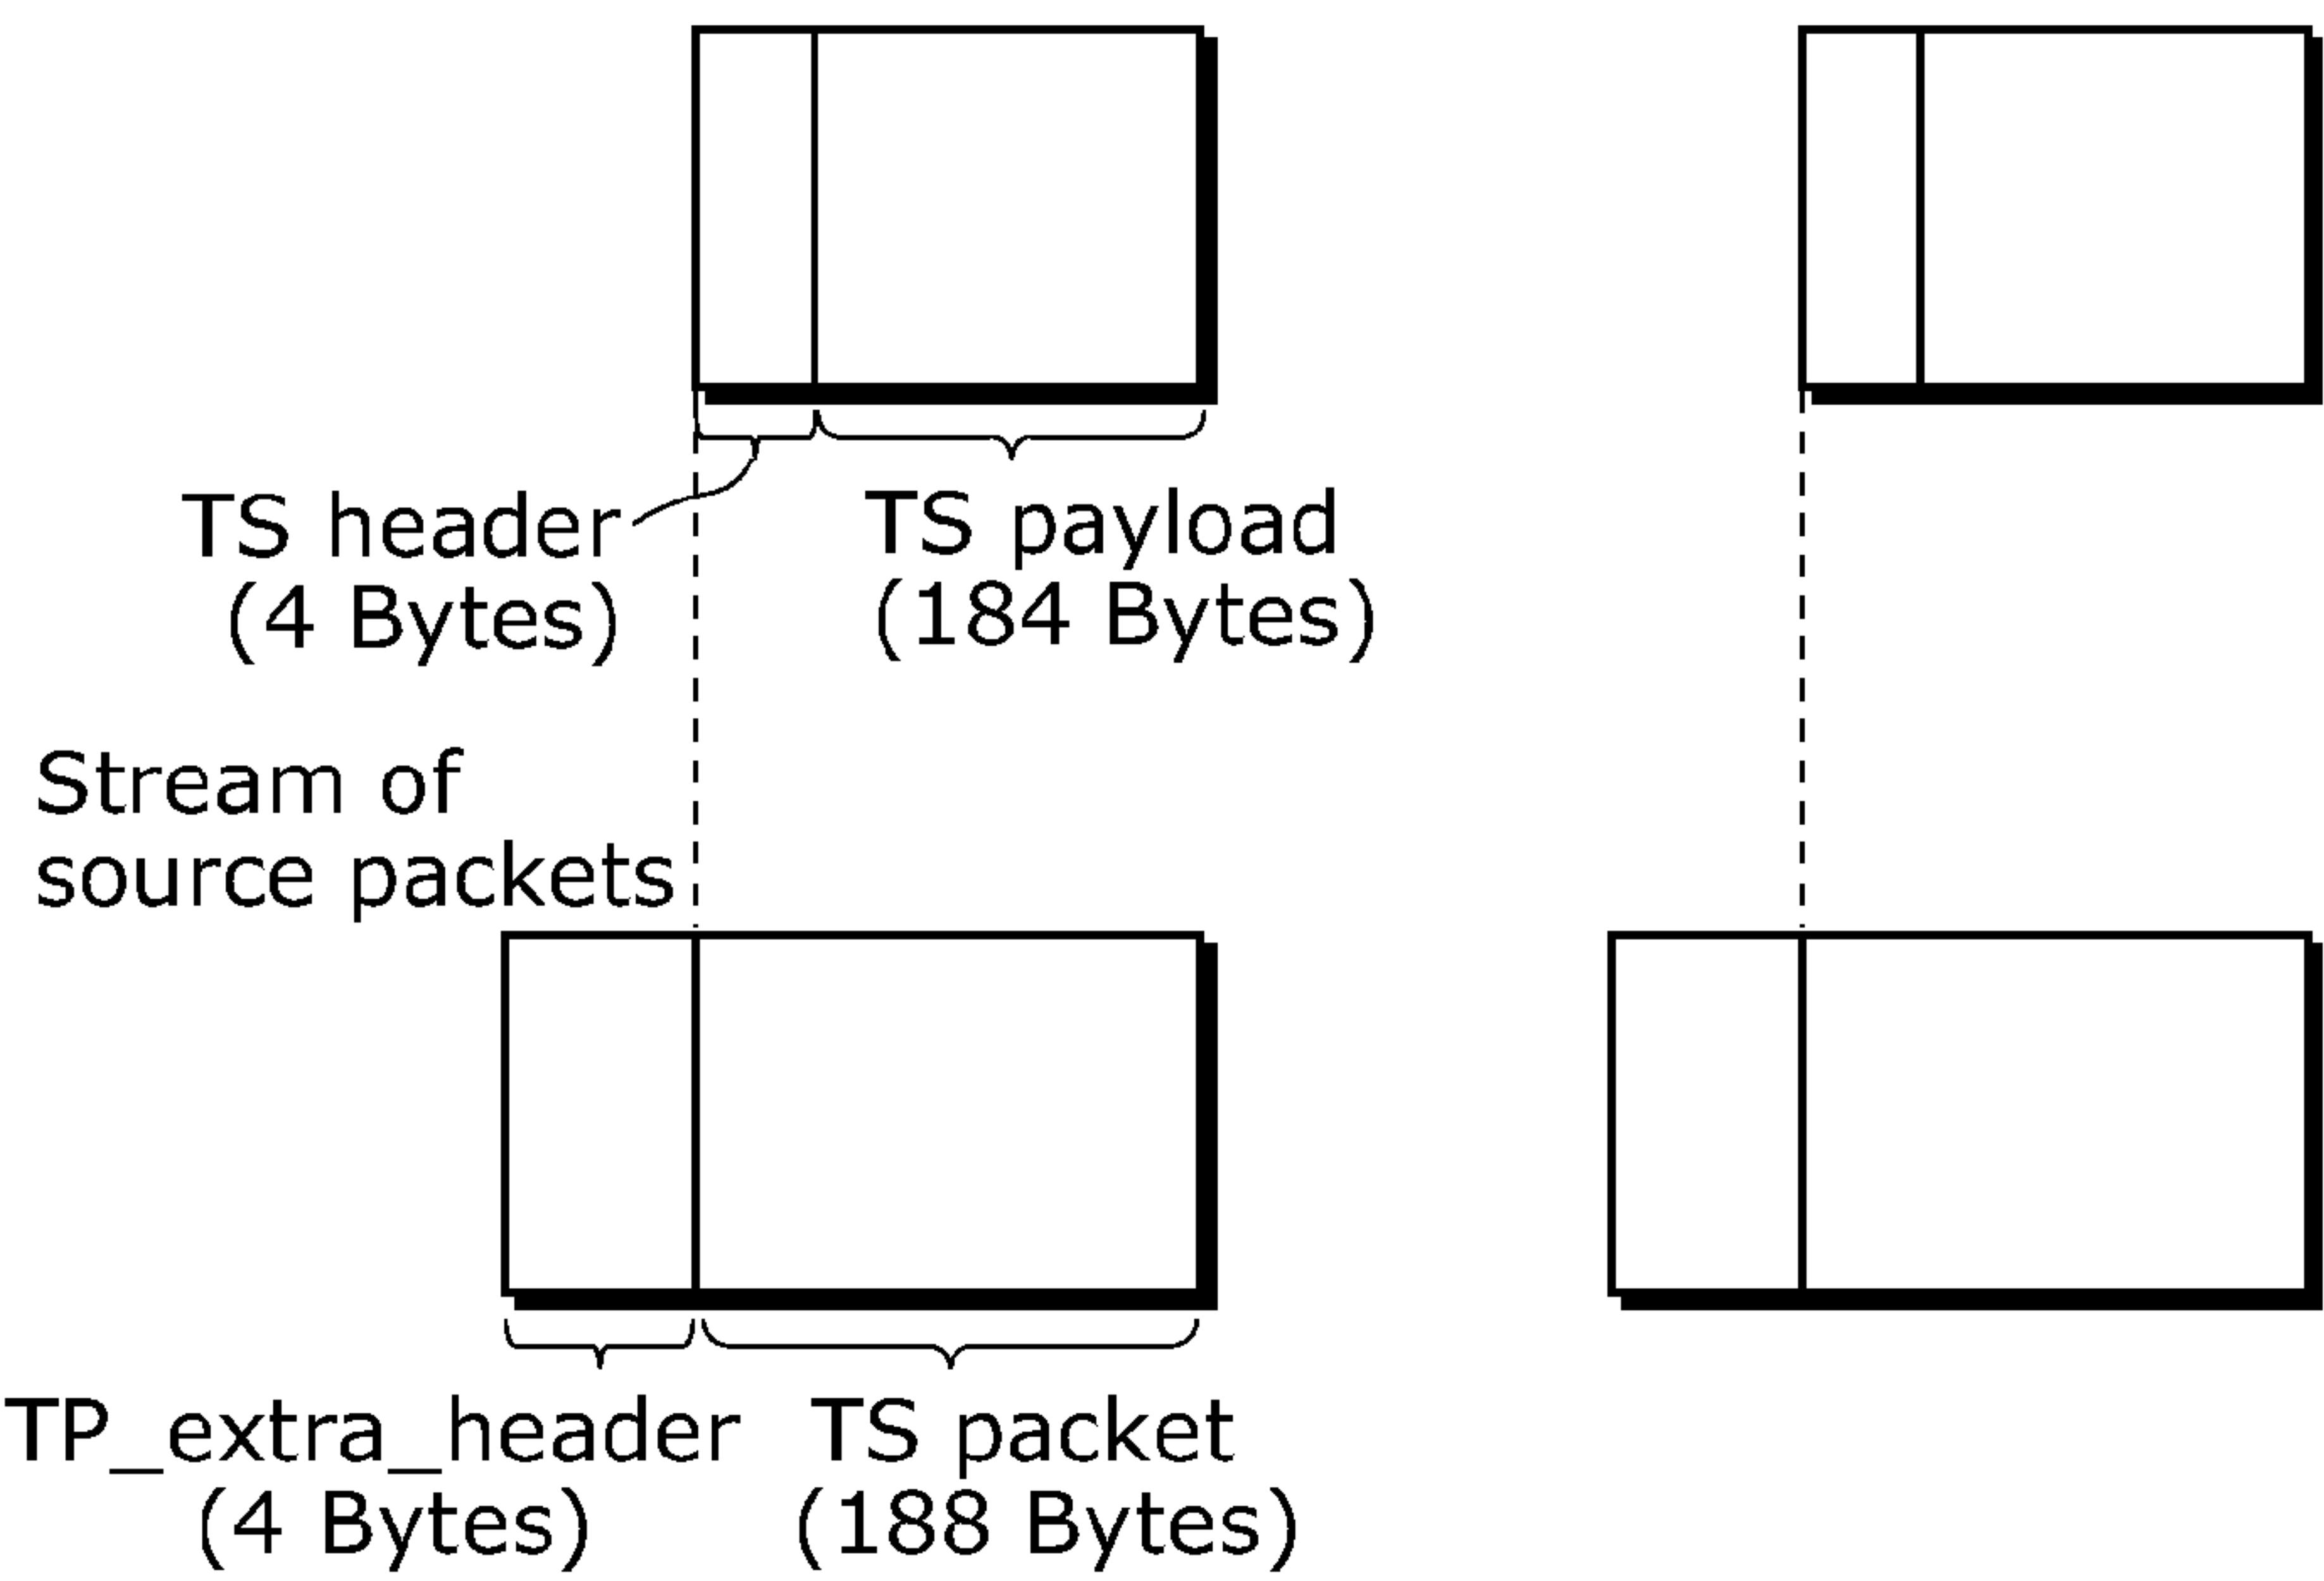 TS header
(4 Bytes)
TS payload
(184 Bytes)
Stream of
source packets
TP_extra_header
(4 Bytes)
TS packet
(188 Bytes)